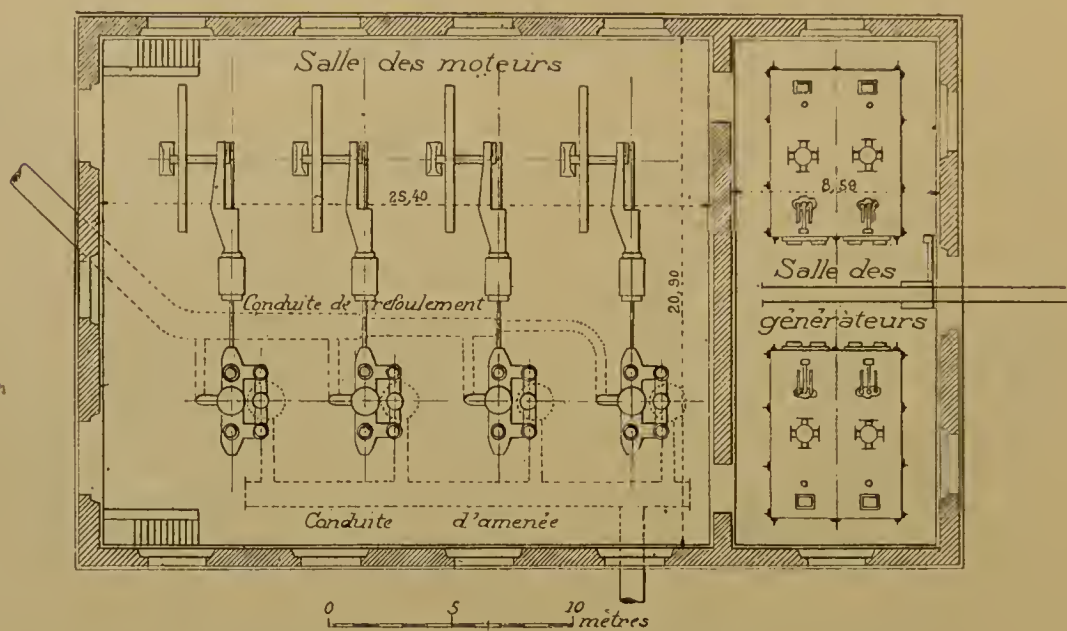 Salle des moteurs
25,40
8,50
20,90
Salle des
générateurs
Conduite de refoulement
Conduite d'amenée
0 5 10
mètres